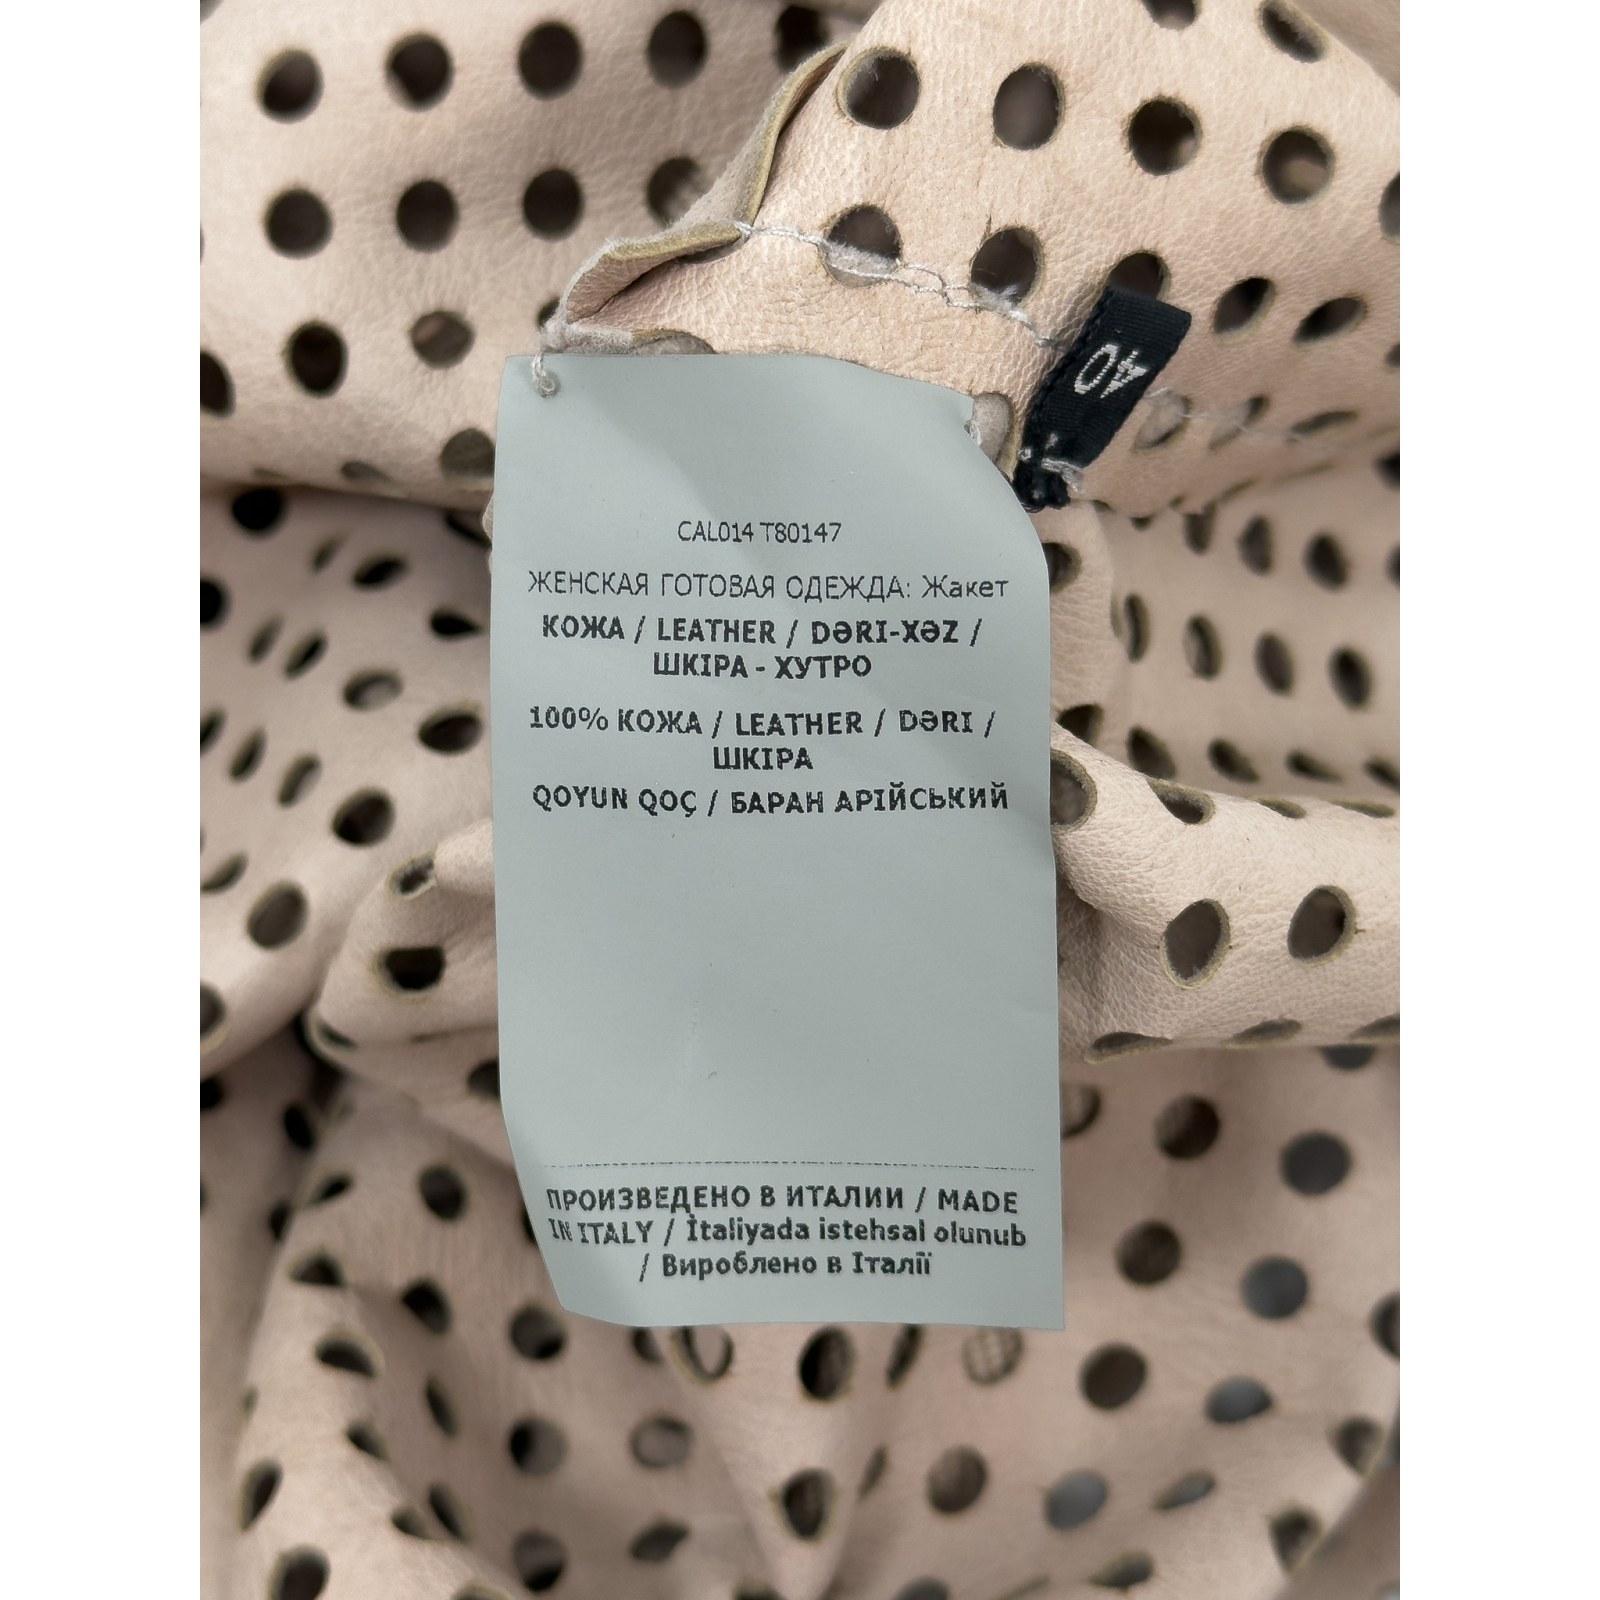 40
CAL014 T80147
ЖЕНСКАЯ ГОТОВАЯ ОДЕЖДА: Жакет
КОЖА / LEATHER / DƏRI-XƏZ /
ШКІРА - ХУТРО
100% КОЖА / LEATHER / DƏRI /
ШКІРА
QOYUN QOÇ / БАРАН АРІЙСЬКИЙ
ПРОИЗВЕДЕНО В ИТАЛИИ / MADE
IN ITALY / İtaliyada istehsal olunub
/ Вироблено в Італії